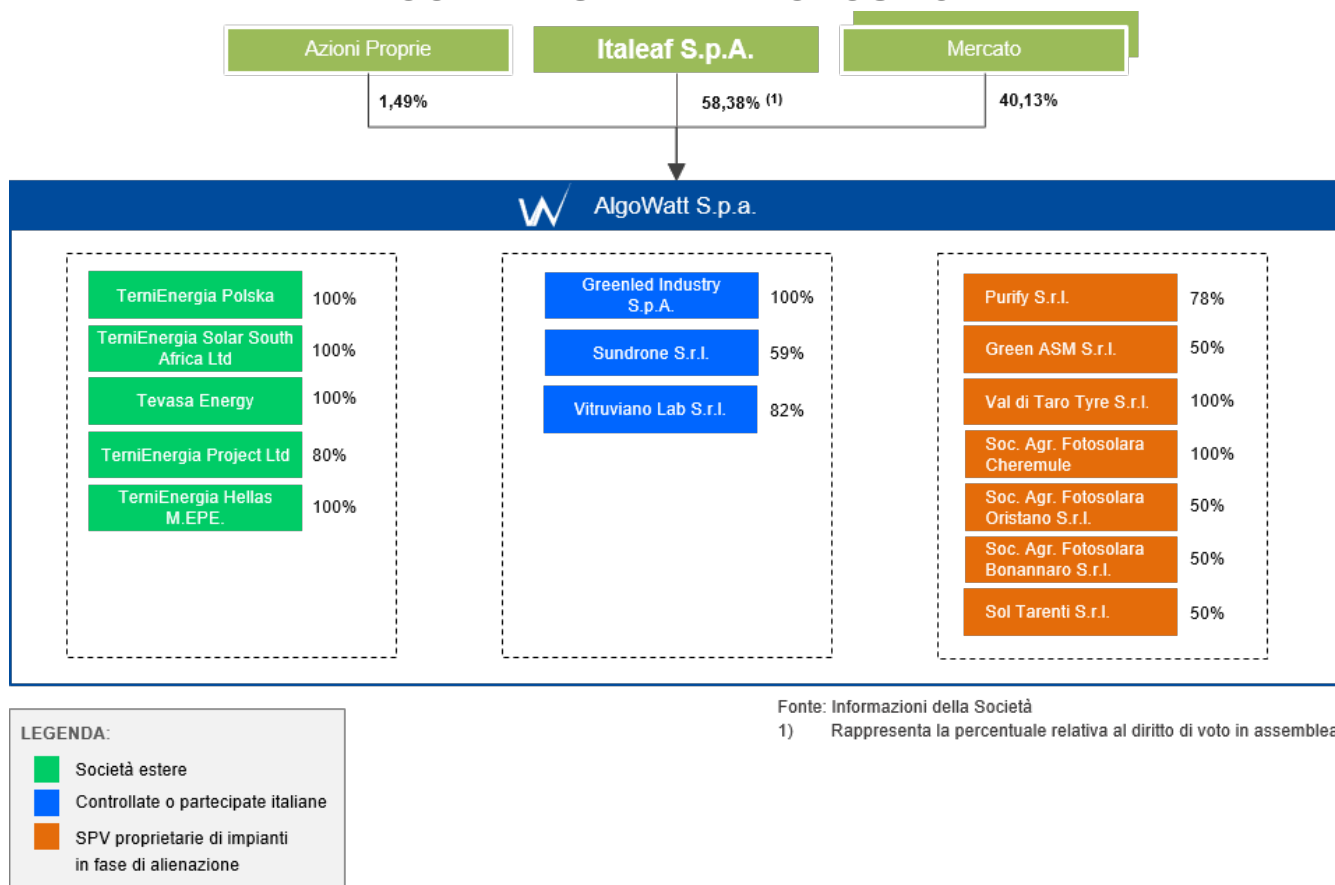 Azioni Proprie
Italeaf S.p.A.
Mercato
1,49%
58,38% (1)
40,13%
AlgoWatt S.p.a.
TerniEnergia Polska
100%
TerniEnergia Solar South
Africa Ltd
100%
Tevasa Energy
100%
TerniEnergia Project Ltd
80%
TerniEnergia Hellas
M.EPE.
100%
Greenled Industry
S.p.A.
100%
Sundrone S.r.l.
59%
Vitruviano Lab S.r.l.
82%
Purify S.r.l.
78%
Green ASM S.r.l.
50%
Val di Taro Tyre S.r.l.
100%
Soc. Agr. Fotosolara
Cheremule
100%
Soc. Agr. Fotosolara
Oristano S.r.l.
50%
Soc. Agr. Fotosolara
Bonannaro S.r.l.
50%
Sol Tarenti S.r.l.
50%
Fonte: Informazioni della Società
1) Rappresenta la percentuale relativa al diritto di voto in assemblea
LEGENDA:
Società estere
Controllate o partecipate italiane
SPV proprietarie di impianti
in fase di alienazione